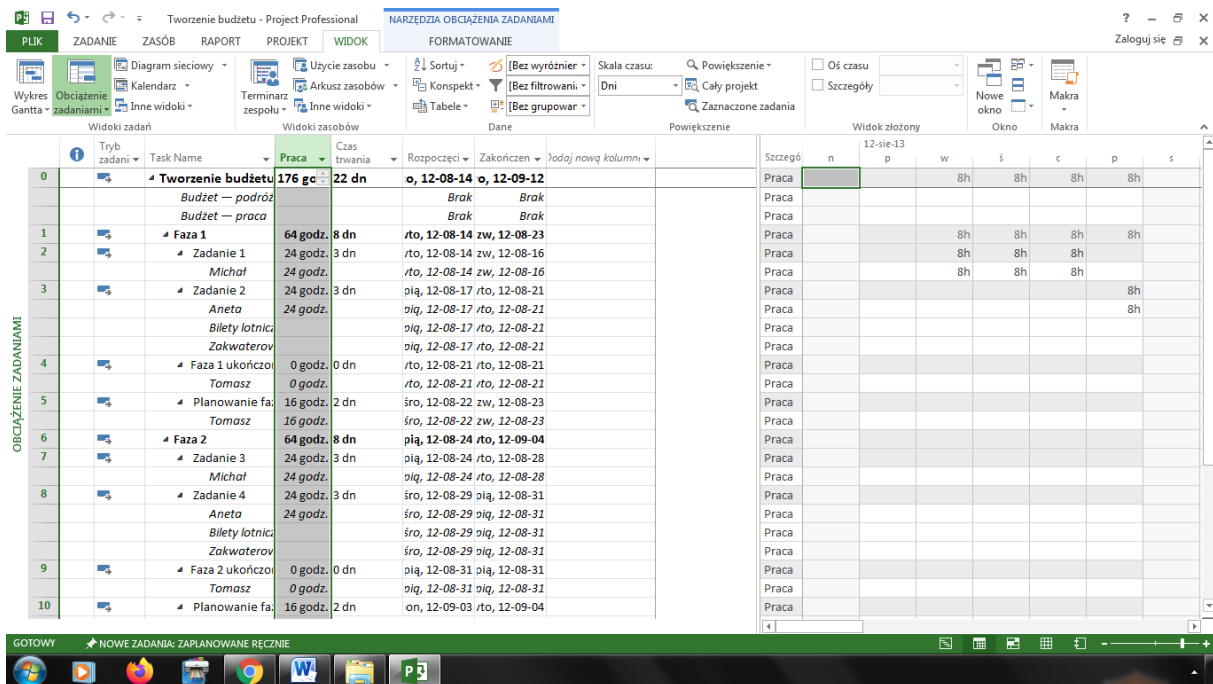 Tworzenie budżetu - Project Professional
NARZĘDZIA OBCIĄŻENIA ZADANIAMI
?
PLIK ZADANIE ZASÓB RAPORT PROJEKT WIDOK FORMATOWANIE Zaloguj się
Wykres Gantta
Obciążenie zadaniami
Diagram sieciowy
Kalendarz
Inne widoki
Widoki zadań
Terminarz zespołu
Użycie zasobu
Arkusz zasobów
Inne widoki
Widoki zasobów
Sortuj
Konspekt
Tabele
[Bez wyróżnier
[Bez filtrowani
[Bez grupowar
Dane
Skala czasu:
Dni
Powiększenie
Cały projekt
Zaznaczone zadania
Powiększenie
Oś czasu
Szczegóły
Widok złożony
Nowe okno
Okno
Makra
Makra
Tryb zadani Task Name Praca Czas trwania Rozpoczęci Zakończen Dodaj nową kolumnę
Szczegó 12-sie-13
n p w ś c p s
0 Tworzenie budżetu 176 go 22 dn o, 12-08-14 o, 12-09-12 Praca 8h 8h 8h 8h
Budżet — podróż Brak Brak Praca
Budżet — praca Brak Brak Praca
1 Faza 1 64 godz. 8 dn rto, 12-08-14 zw, 12-08-23 Praca 8h 8h 8h 8h
2 Zadanie 1 24 godz. 3 dn rto, 12-08-14 zw, 12-08-16 Praca 8h 8h 8h
Michał 24 godz. rto, 12-08-14 zw, 12-08-16 Praca 8h 8h 8h
3 Zadanie 2 24 godz. 3 dn pią, 12-08-17 rto, 12-08-21 Praca 8h
Aneta 24 godz. pią, 12-08-17 rto, 12-08-21 Praca 8h
Bilety lotnicz pią, 12-08-17 rto, 12-08-21 Praca
Zakwaterow pią, 12-08-17 rto, 12-08-21 Praca
4 Faza 1 ukończon 0 godz. 0 dn rto, 12-08-21 rto, 12-08-21 Praca
Tomasz 0 godz. rto, 12-08-21 rto, 12-08-21 Praca
5 Planowanie faz 16 godz. 2 dn śro, 12-08-22 zw, 12-08-23 Praca
Tomasz 16 godz. śro, 12-08-22 zw, 12-08-23 Praca
6 Faza 2 64 godz. 8 dn pią, 12-08-24 rto, 12-09-04 Praca
7 Zadanie 3 24 godz. 3 dn pią, 12-08-24 rto, 12-08-28 Praca
Michał 24 godz. pią, 12-08-24 rto, 12-08-28 Praca
8 Zadanie 4 24 godz. 3 dn śro, 12-08-29 pią, 12-08-31 Praca
Aneta 24 godz. śro, 12-08-29 pią, 12-08-31 Praca
Bilety lotnicz śro, 12-08-29 pią, 12-08-31 Praca
Zakwaterow śro, 12-08-29 pią, 12-08-31 Praca
9 Faza 2 ukończon 0 godz. 0 dn pią, 12-08-31 pią, 12-08-31 Praca
Tomasz 0 godz. pią, 12-08-31 pią, 12-08-31 Praca
10 Planowanie faz 16 godz. 2 dn on, 12-09-03 rto, 12-09-04 Praca
OBCIĄŻENIE ZADANIAMI
GOTOWY NOWE ZADANIA: ZAPLANOWANE RĘCZNIE